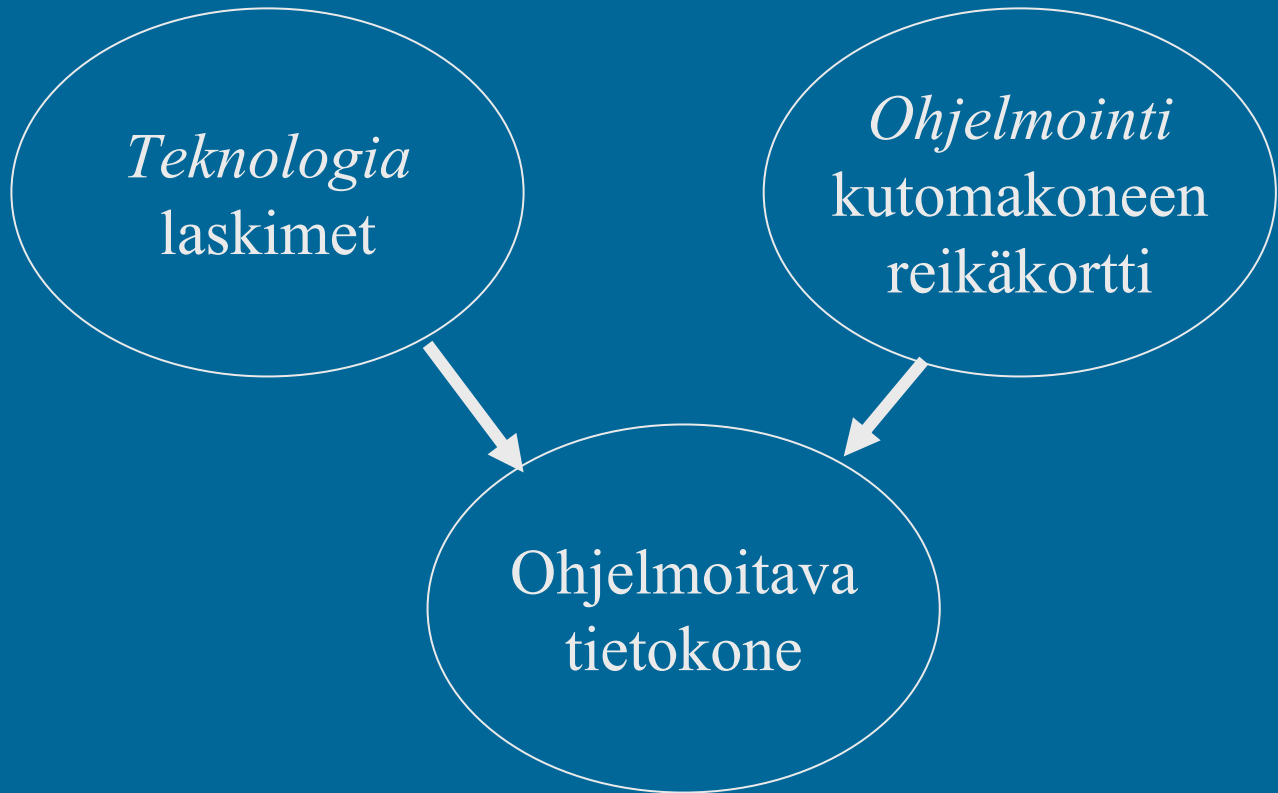 Teknologia
laskimet
Ohjelmointi
kutomakoneen
reikäkortti
Ohjelmoitava
tietokone